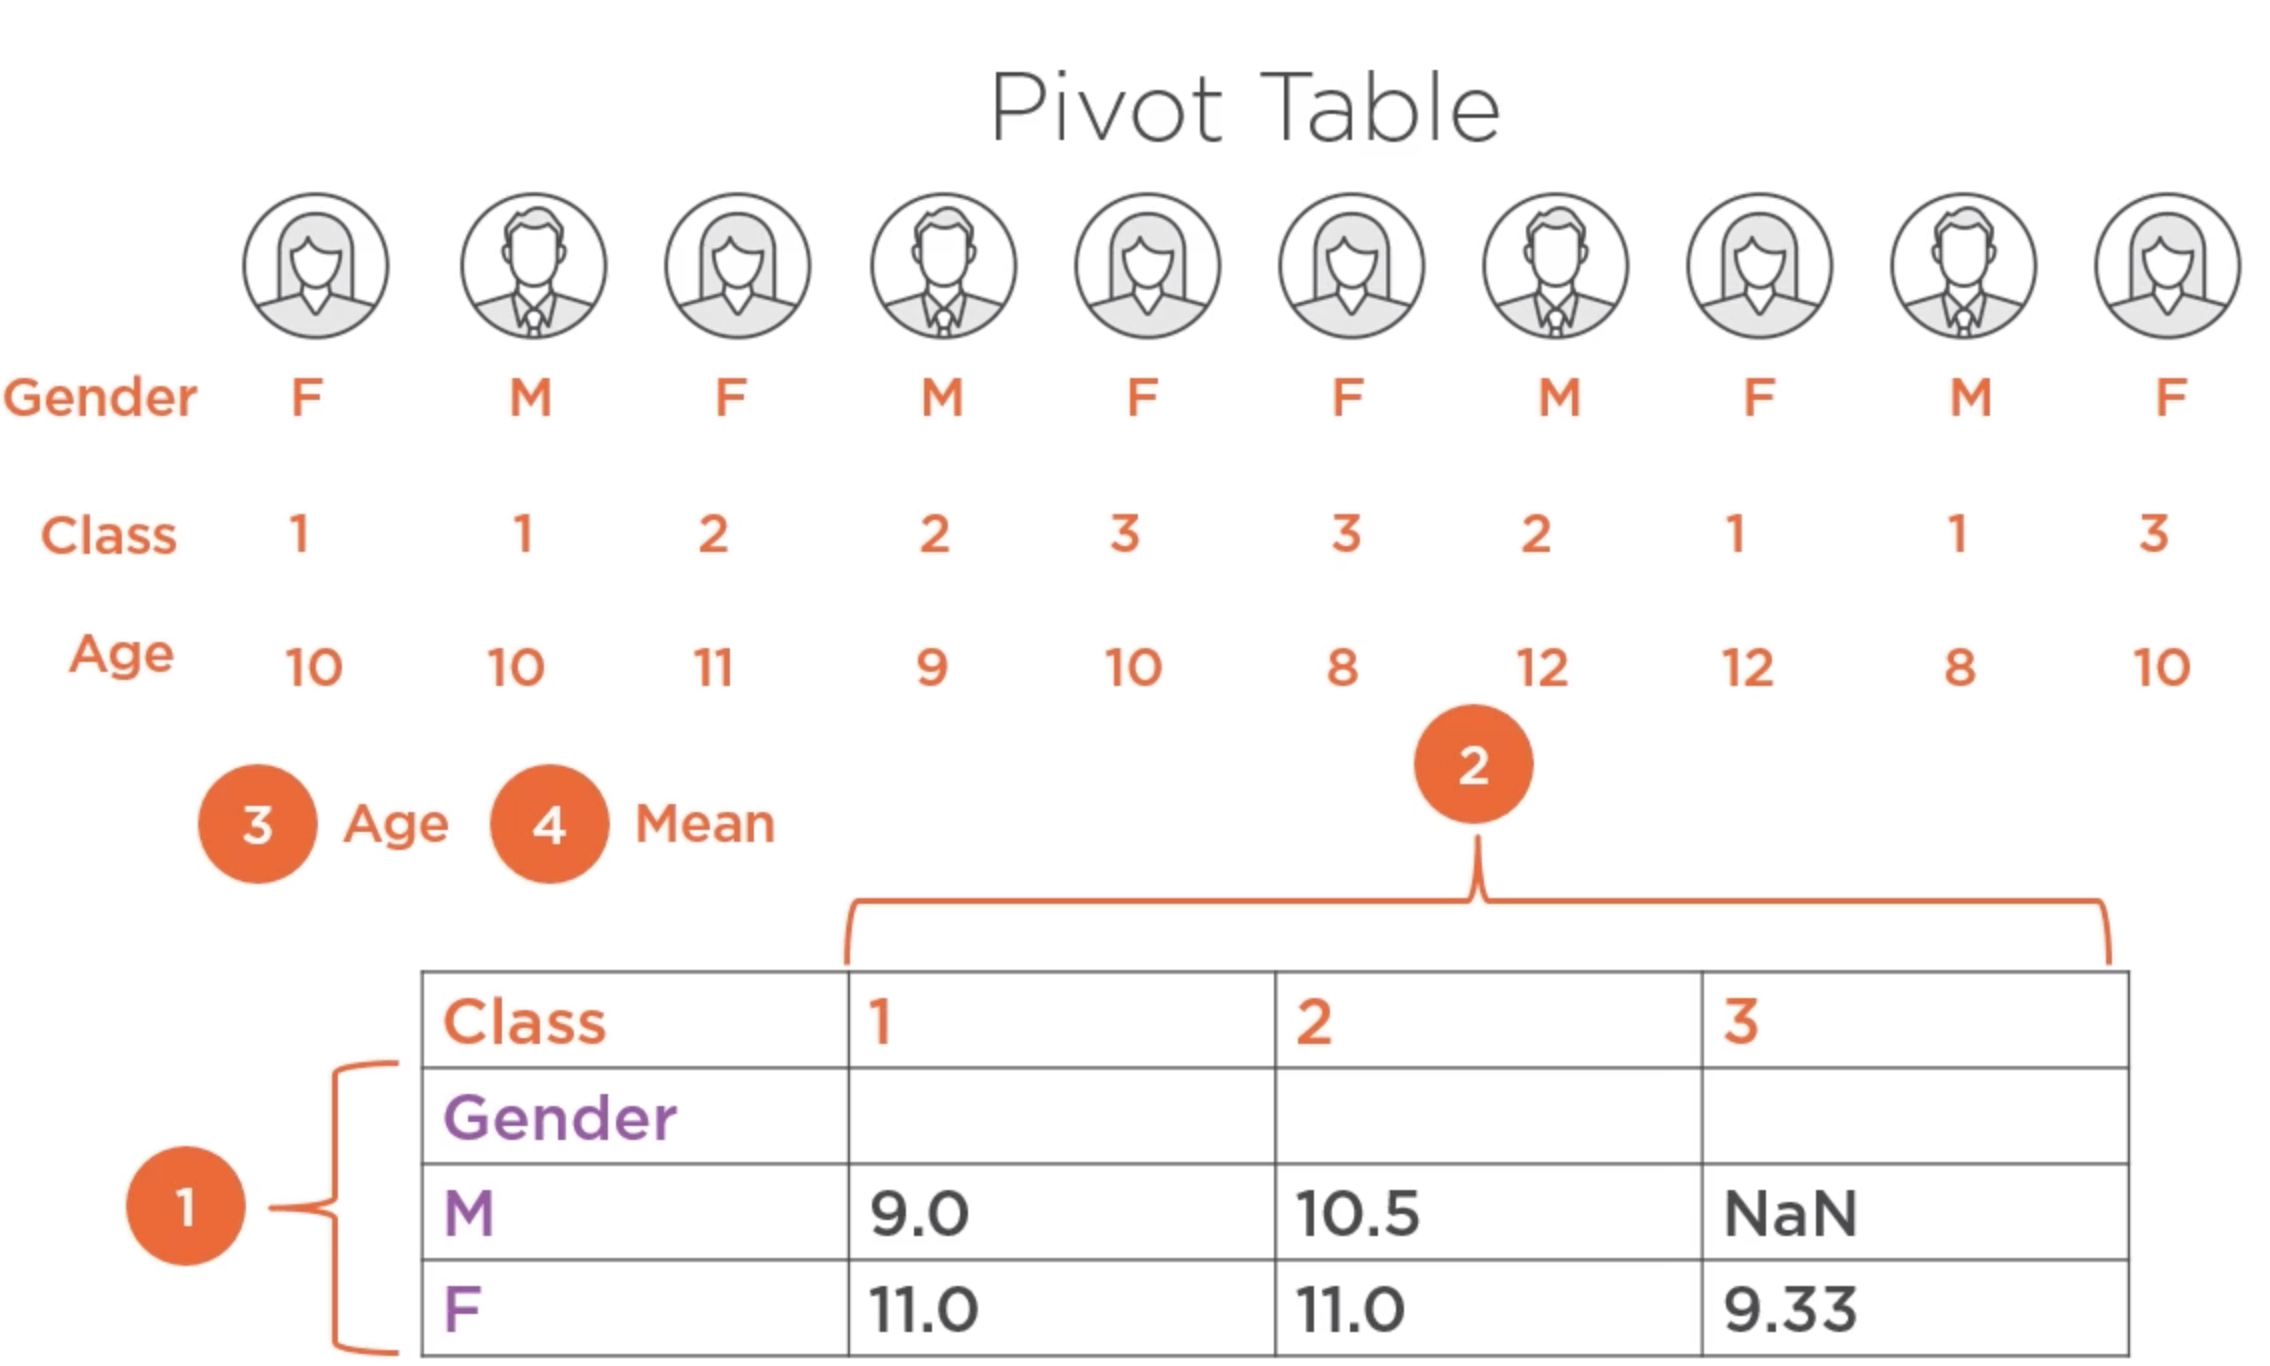 Pivot Table
Gender F M F M F F M F M F
Class 1 1 2 2 3 3 2 1 1 3
Age 10 10 11 9 10 8 12 12 8 10
2
3 Age 4 Mean
Class 1 2 3
Gender
1
M 9.0 10.5 NaN
F 11.0 11.0 9.33